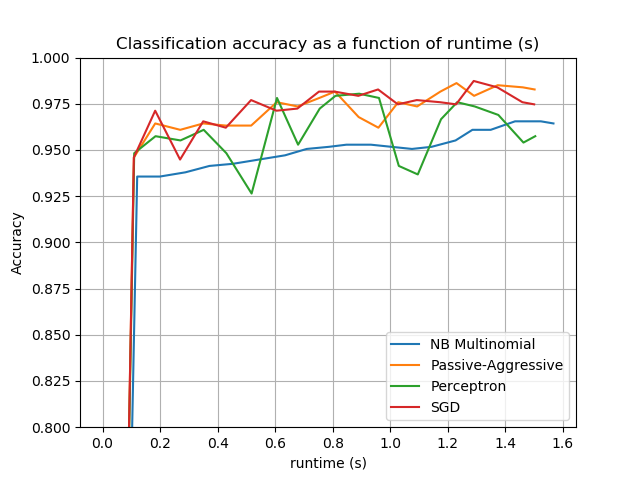 Classification accuracy as a function of runtime (s)
1.000
0.975
0.950
0.925
0.900
0.875
0.850
0.825
0.800
Accuracy
NB Multinomial
Passive-Aggressive
Perceptron
SGD
0.0 0.2 0.4 0.6 0.8 1.0 1.2 1.4 1.6
runtime (s)